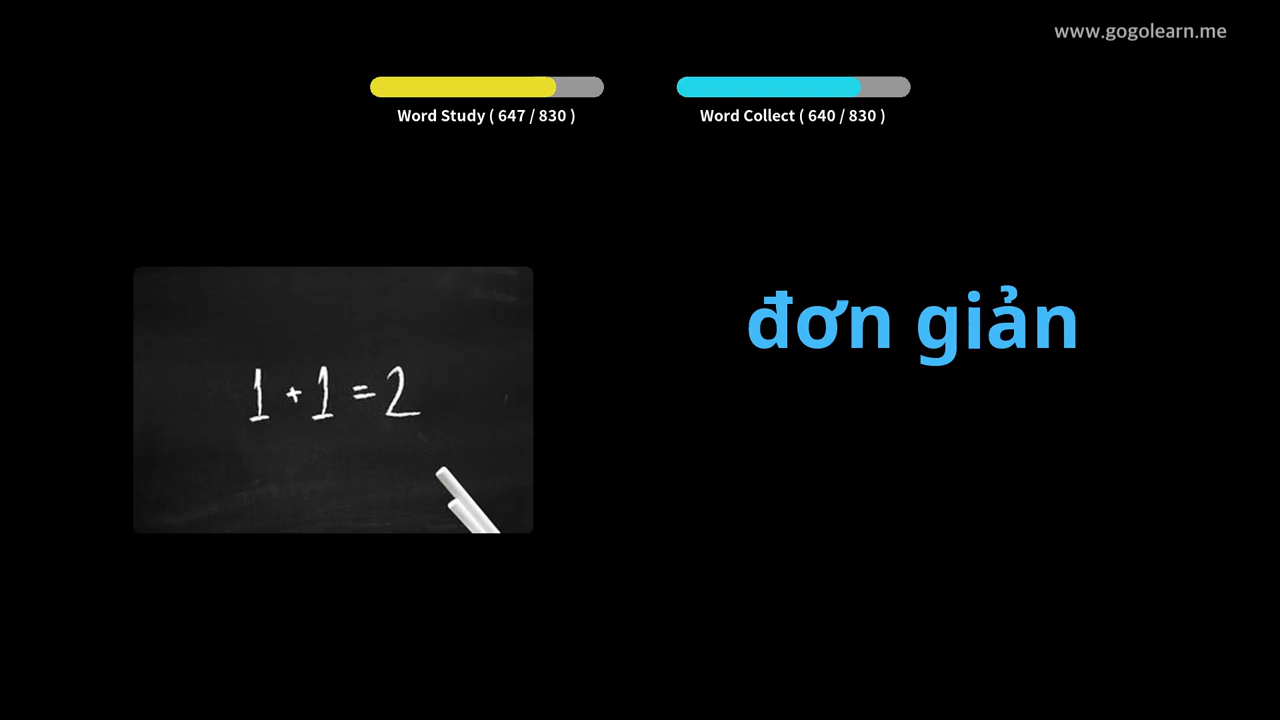 www.gogolearn.me
Word Study ( 647 / 830 )
Word Collect ( 640 / 830 )
đơn giản
1 + 1 = 2